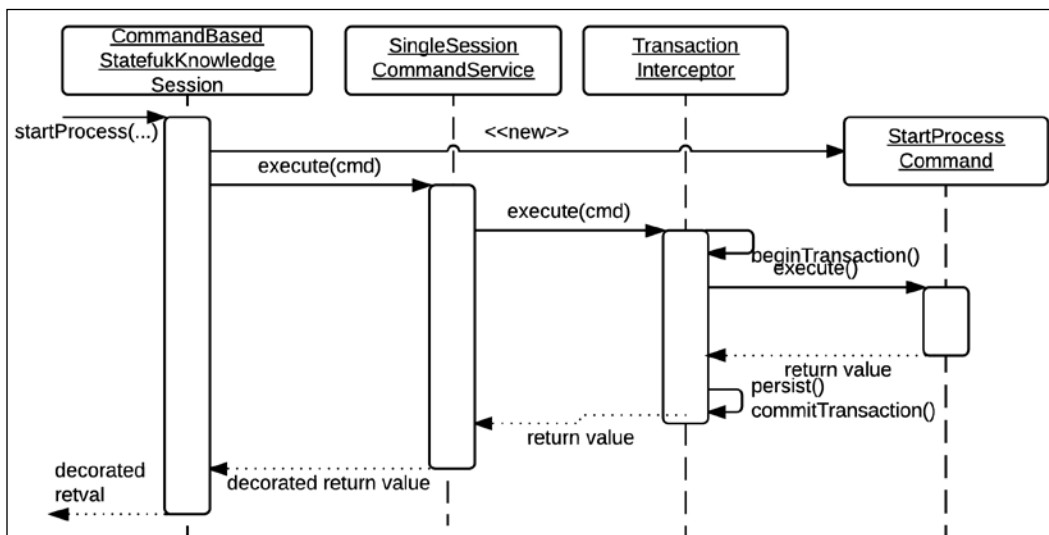 CommandBased
StatefukKnowledge
Session
SingleSession
CommandService
Transaction
Interceptor
startProcess(...)
<<new>>
StartProcess
Command
execute(cmd)
execute(cmd)
beginTransaction()
execute()
return value
persist()
commitTransaction()
return value
decorated return value
decorated
retval